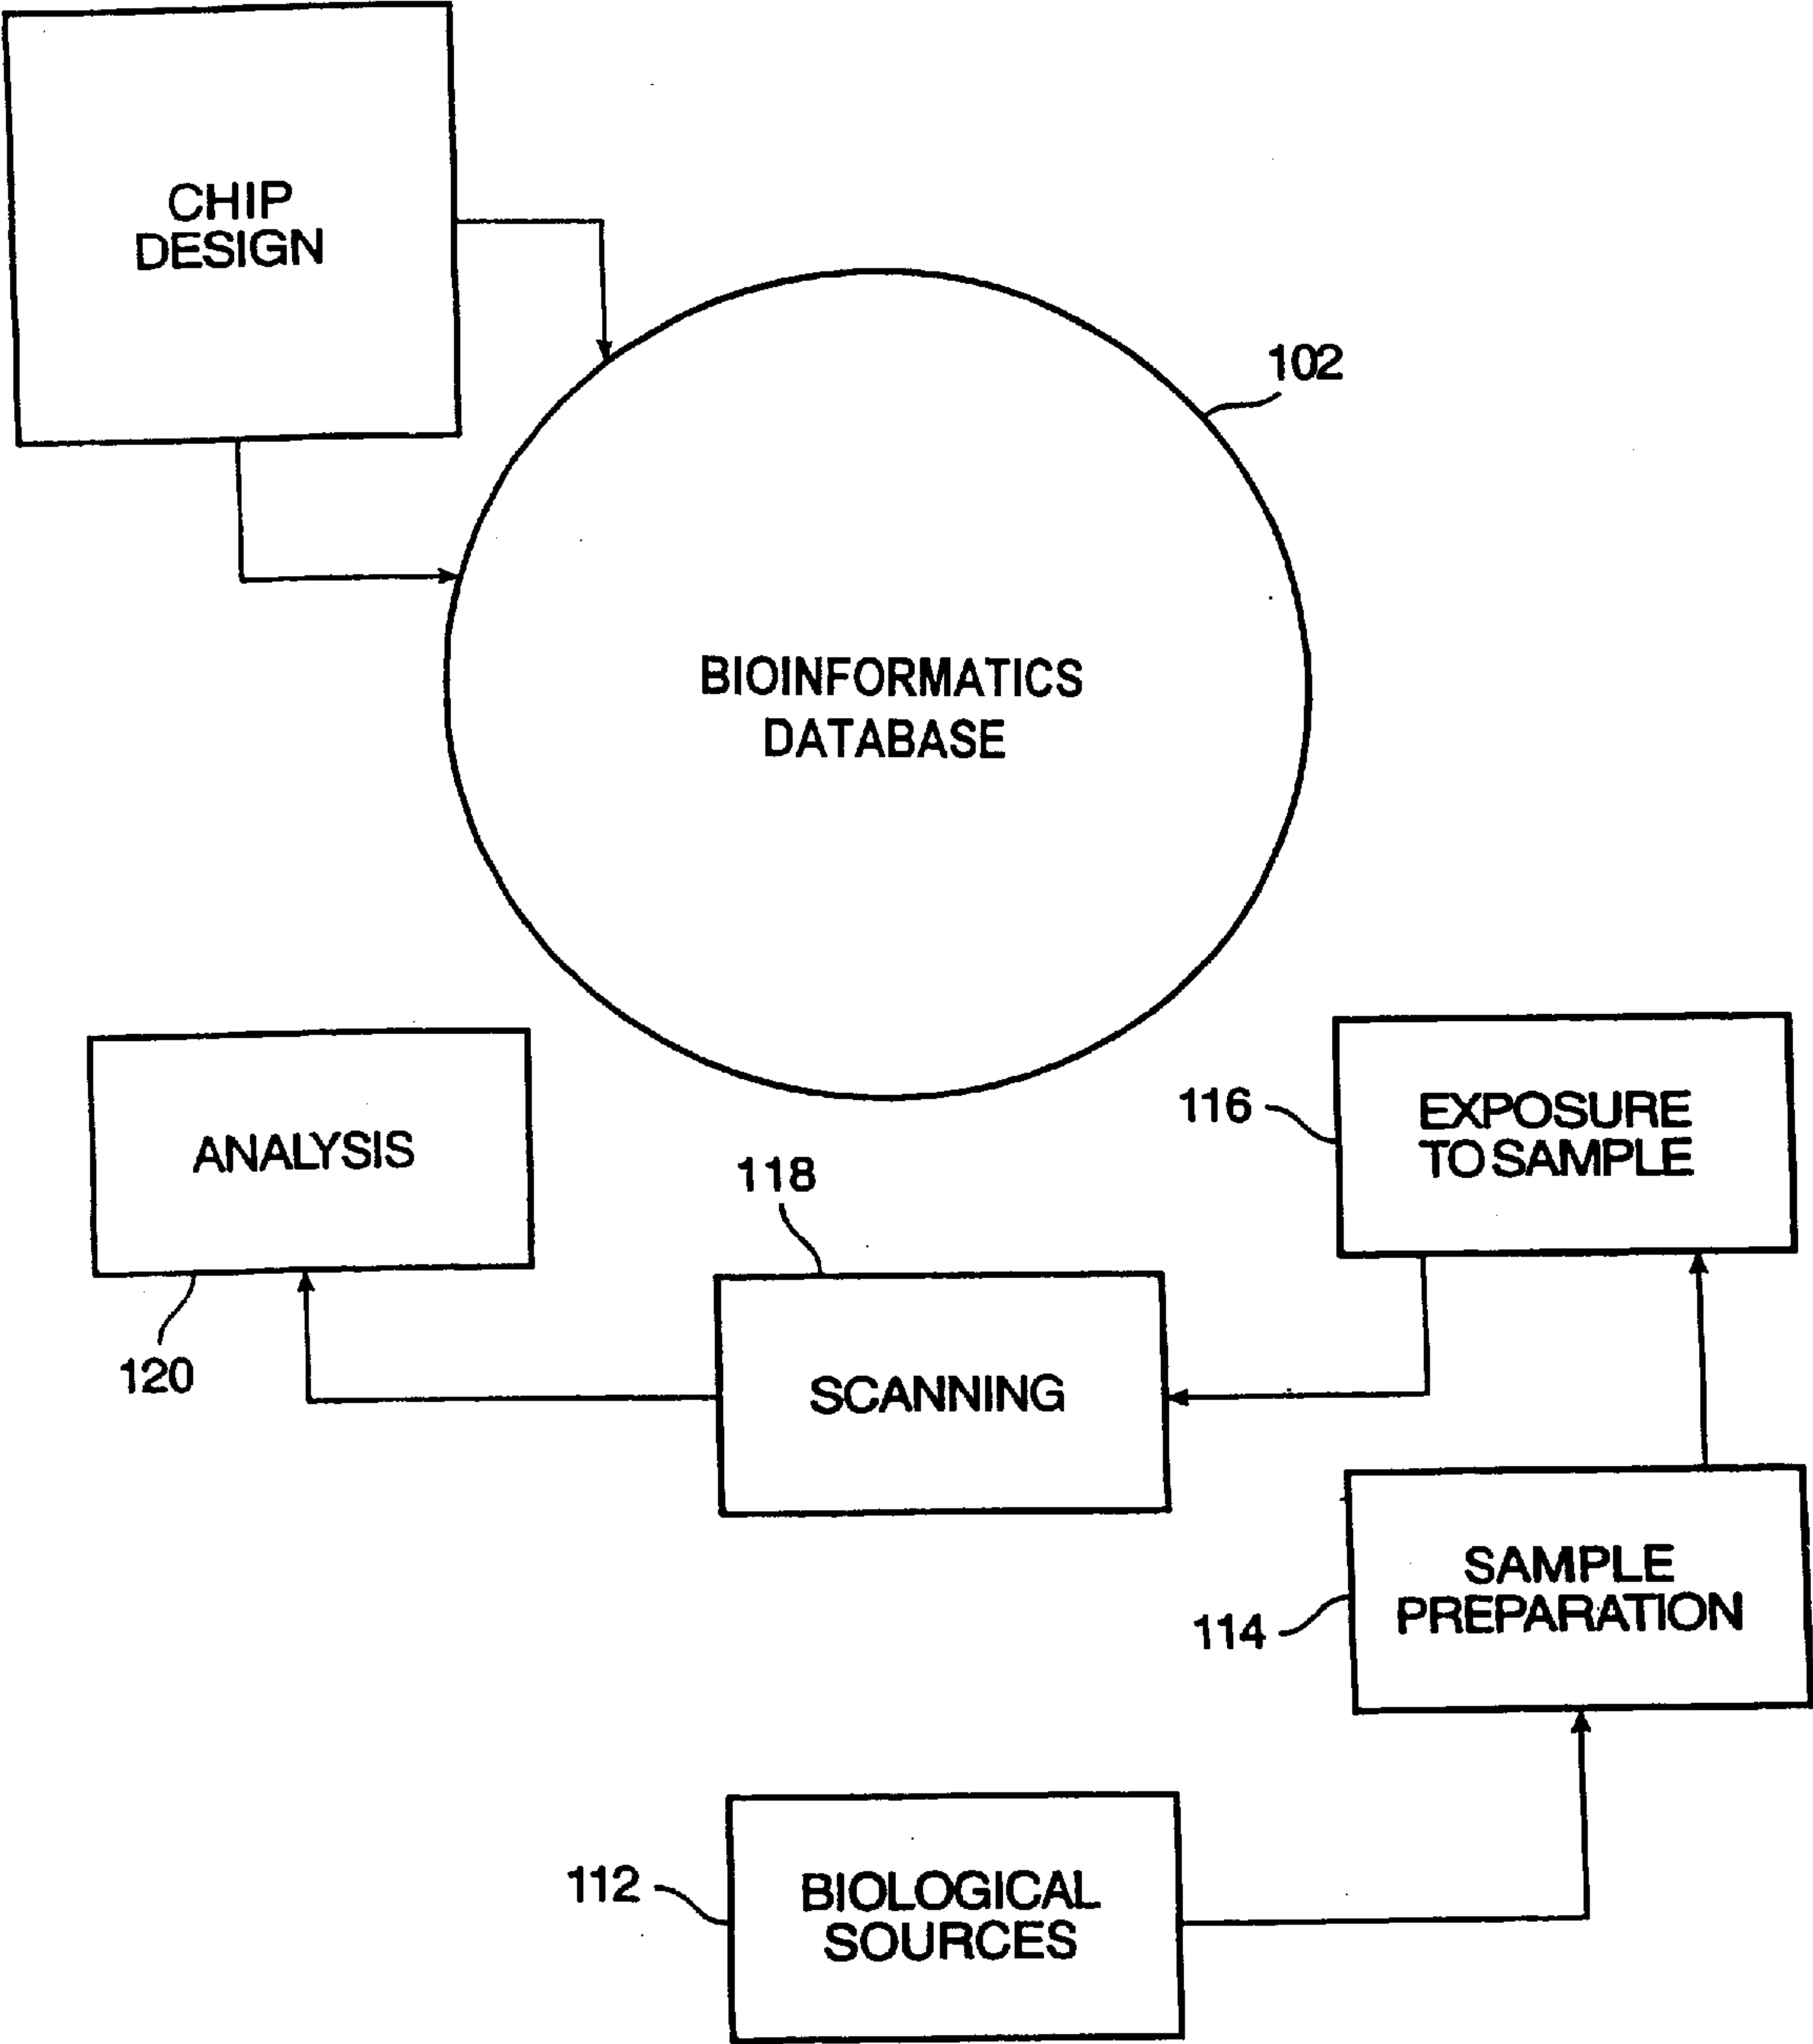 CHIP
DESIGN
102
BIOINFORMATICS
DATABASE
116
EXPOSURE
TO SAMPLE
ANALYSIS
118
120
SCANNING
SAMPLE
PREPARATION
114
112
BIOLOGICAL
SOURCES